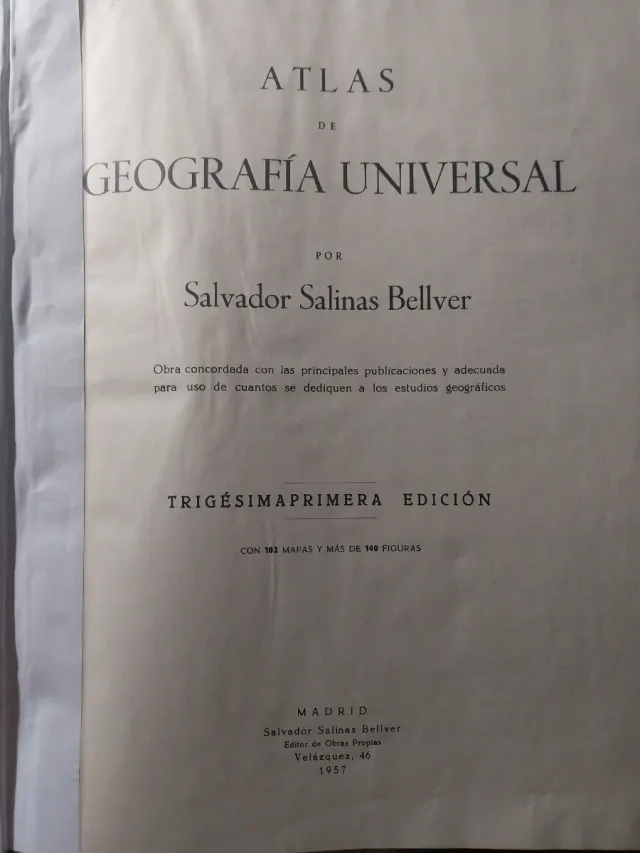 ATLAS
DE
GEOGRAFÍA UNIVERSAL
POR
Salvador Salinas Bellver
Obra concordada con las principales publicaciones y adecuada
para uso de cuantos se dediquen a los estudios geográficos
TRIGÉSIMAPRIMERA EDICIÓN
CON 102 MAPAS Y MÁS DE 140 FIGURAS
MADRID
Salvador Salinas Bellver
Editor de Obras Propias
Velázquez, 46
1957